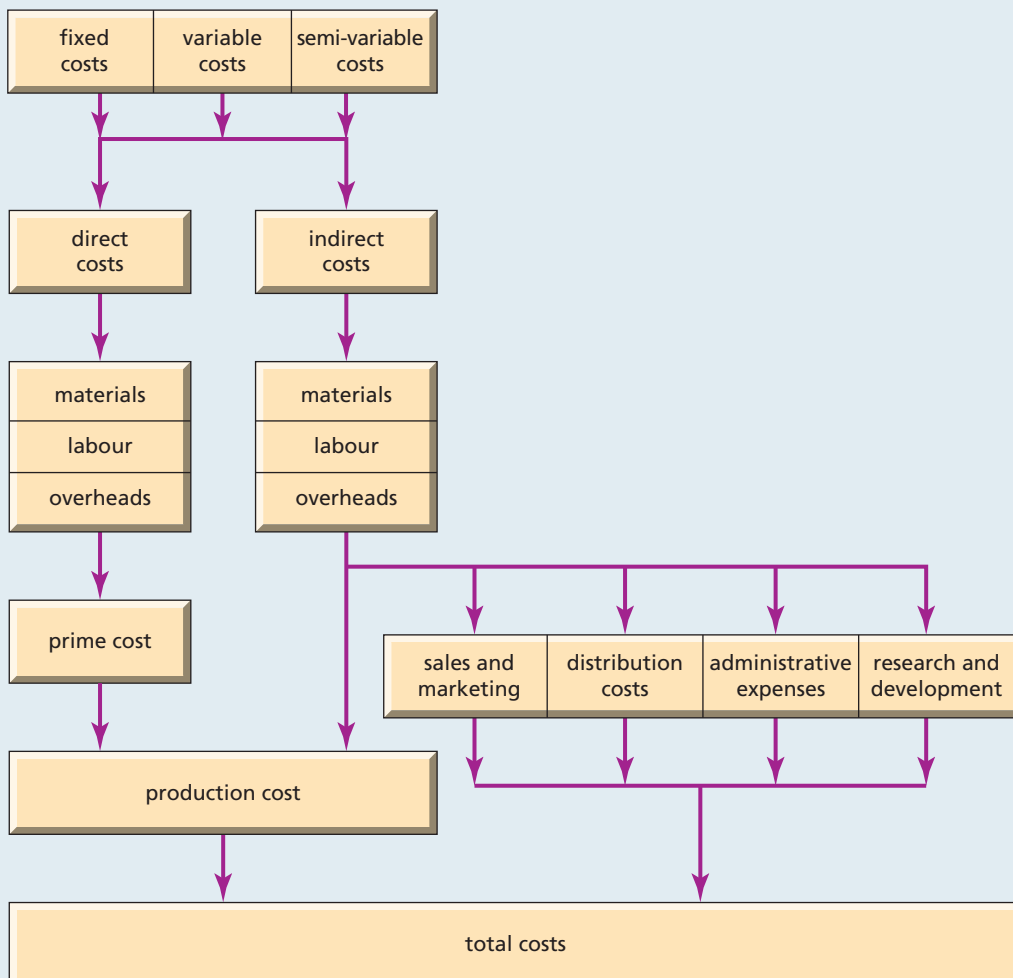 fixed
costs
variable
costs
semi-variable
costs
direct
costs
indirect
costs
materials
labour
overheads
materials
labour
overheads
prime cost
sales and
marketing
distribution
costs
administrative
expenses
research and
development
production cost
total costs